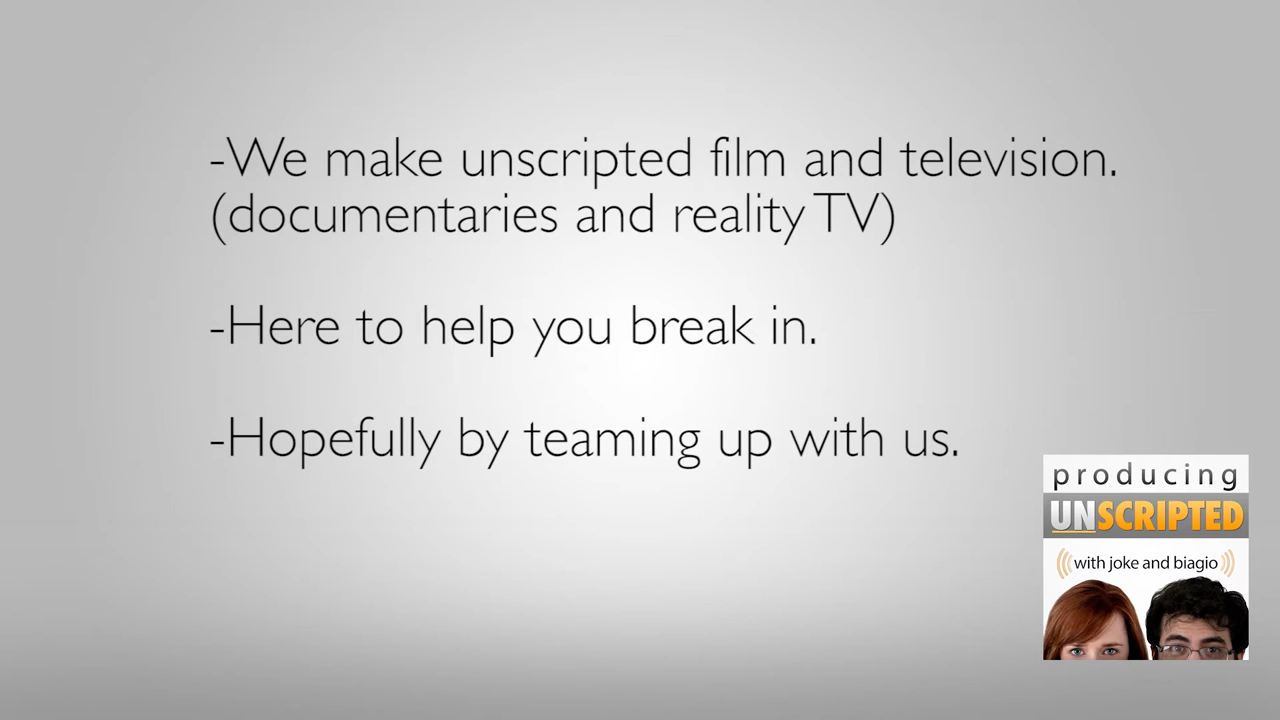 -We make unscripted film and television.
(documentaries and reality TV)
-Here to help you break in.
-Hopefully by teaming up with us.
producing
UNSCRIPTED
with joke and biagio